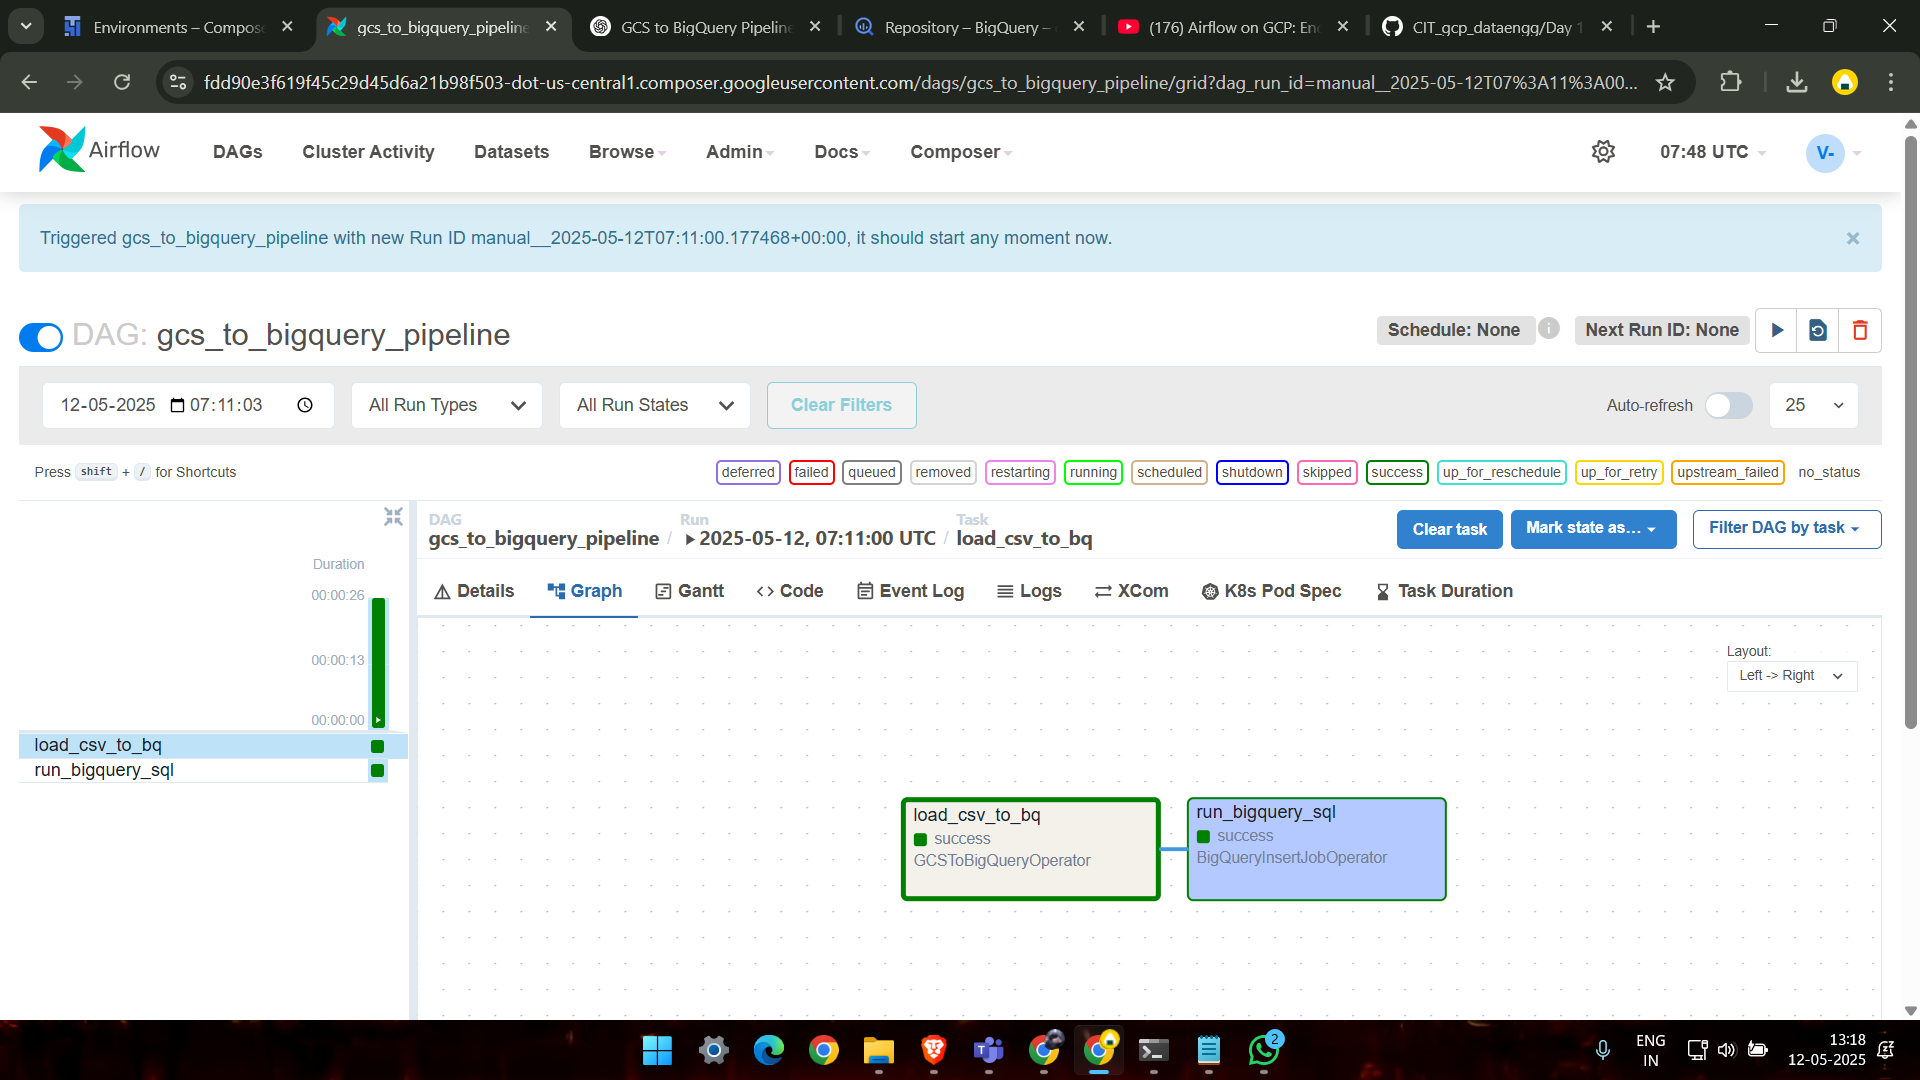 Environments – Compose
gcs_to_bigquery_pipeline
GCS to BigQuery Pipeline
Repository – BigQuery –
(176) Airflow on GCP: En
CIT_gcp_dataengg/Day 1
fdd90e3f619f45c29d45d6a21b98f503-dot-us-central1.composer.googleusercontent.com/dags/gcs_to_bigquery_pipeline/grid?dag_run_id=manual__2025-05-12T07%3A11%3A00...
Airflow
DAGs
Cluster Activity
Datasets
Browse
Admin
Docs
Composer
07:48 UTC
V-
Triggered gcs_to_bigquery_pipeline with new Run ID manual__2025-05-12T07:11:00.177468+00:00, it should start any moment now.
DAG: gcs_to_bigquery_pipeline
Schedule: None
Next Run ID: None
12-05-2025 07:11:03
All Run Types
All Run States
Clear Filters
Auto-refresh
25
Press shift + / for Shortcuts
deferred
failed
queued
removed
restarting
running
scheduled
shutdown
skipped
success
up_for_reschedule
up_for_retry
upstream_failed
no_status
DAG
gcs_to_bigquery_pipeline
/
Run
2025-05-12, 07:11:00 UTC
/
Task
load_csv_to_bq
Clear task
Mark state as...
Filter DAG by task
Duration
00:00:26
00:00:13
00:00:00
load_csv_to_bq
run_bigquery_sql
Details
Graph
Gantt
Code
Event Log
Logs
XCom
K8s Pod Spec
Task Duration
Layout:
Left -> Right
load_csv_to_bq
success
GCSToBigQueryOperator
run_bigquery_sql
success
BigQueryInsertJobOperator
2
ENG
IN
13:18
12-05-2025